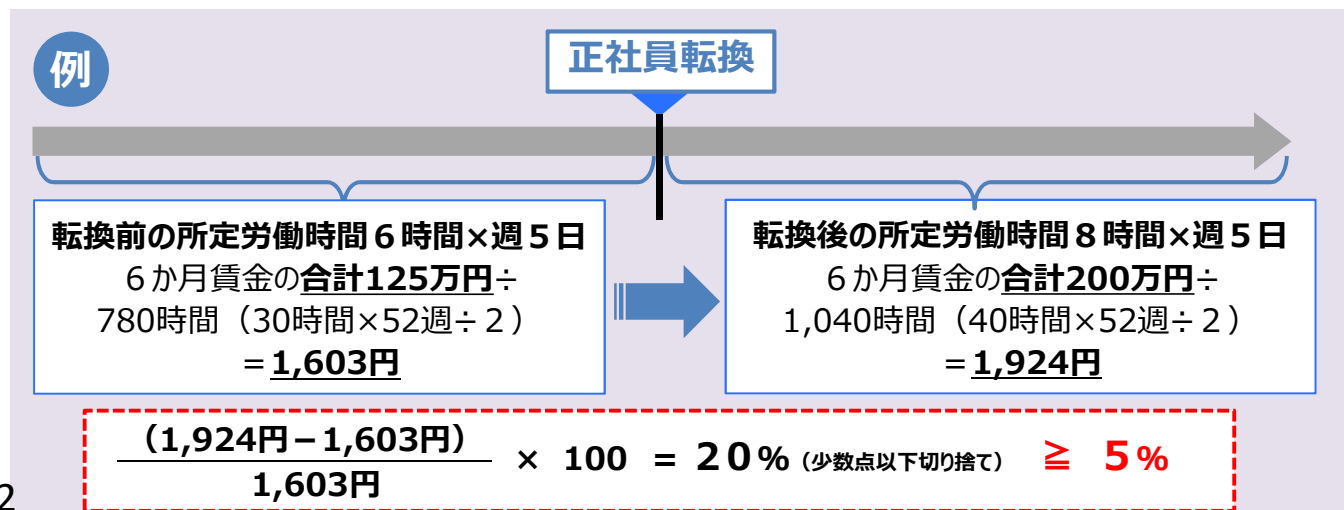 例
正社員転換
転換前の所定労働時間６時間×週５日
６か月賃金の合計125万円÷
780時間（30時間×52週÷２）
＝1,603円
転換後の所定労働時間８時間×週５日
６か月賃金の合計200万円÷
1,040時間（40時間×52週÷２）
＝1,924円
（1,924円－1,603円）
1,603円
× 100 = ２０％（少数点以下切り捨て） ≧ ５％
2